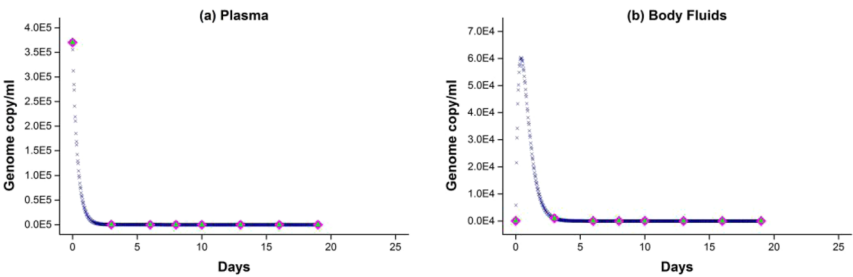 (a) Plasma
4.0E5
3.5E5
3.0E5
2.5E5
2.0E5
1.5E5
1.0E5
0.50E5
0.0E5
Genome copy/ml
0 5 10 15 20 25
Days
(b) Body Fluids
7.0E4
6.0E4
5.0E4
4.0E4
3.0E4
2.0E4
1.0E4
0.0E4
Genome copy/ml
0 5 10 15 20 25
Days